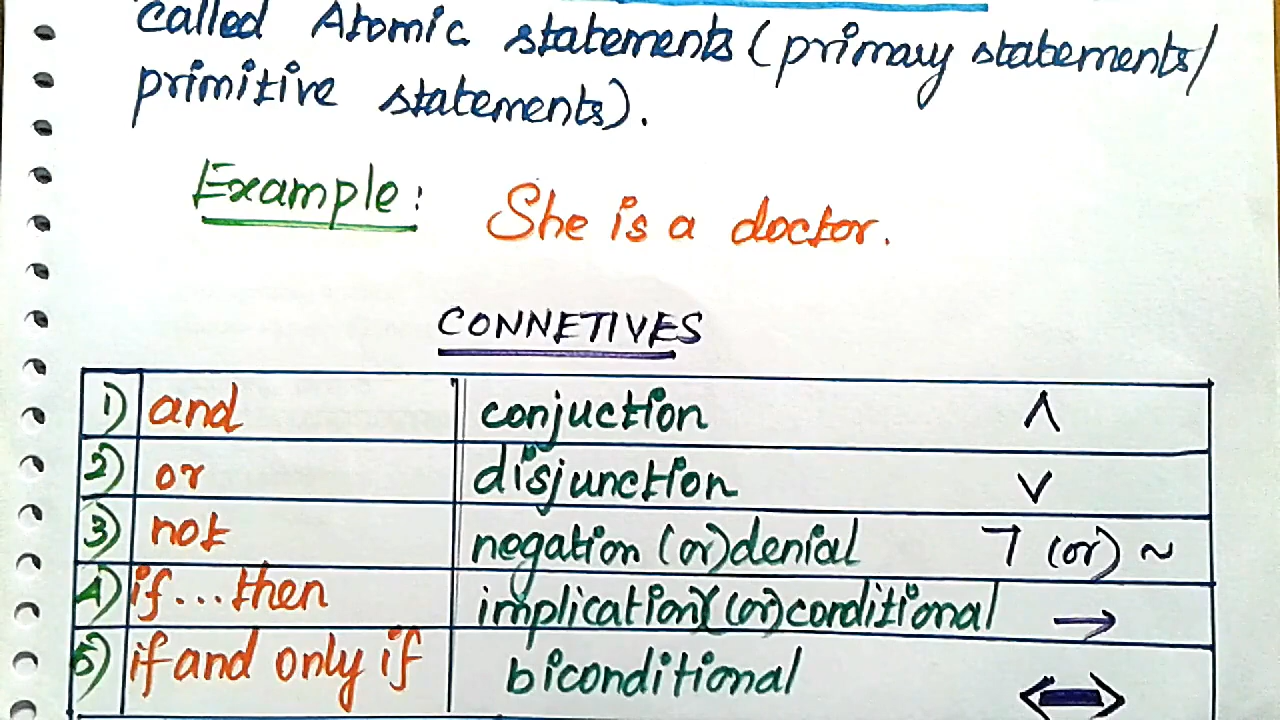 called Atomic statements (primary statements/
primitive statements).
Example: She is a doctor.
CONNETIVES
1) and conjuction ∧
2) or disjunction ∨
3) not negation (or) denial ¬ (or) ~
4) if...then implication (or) conditional →
5) if and only if biconditional ⟷